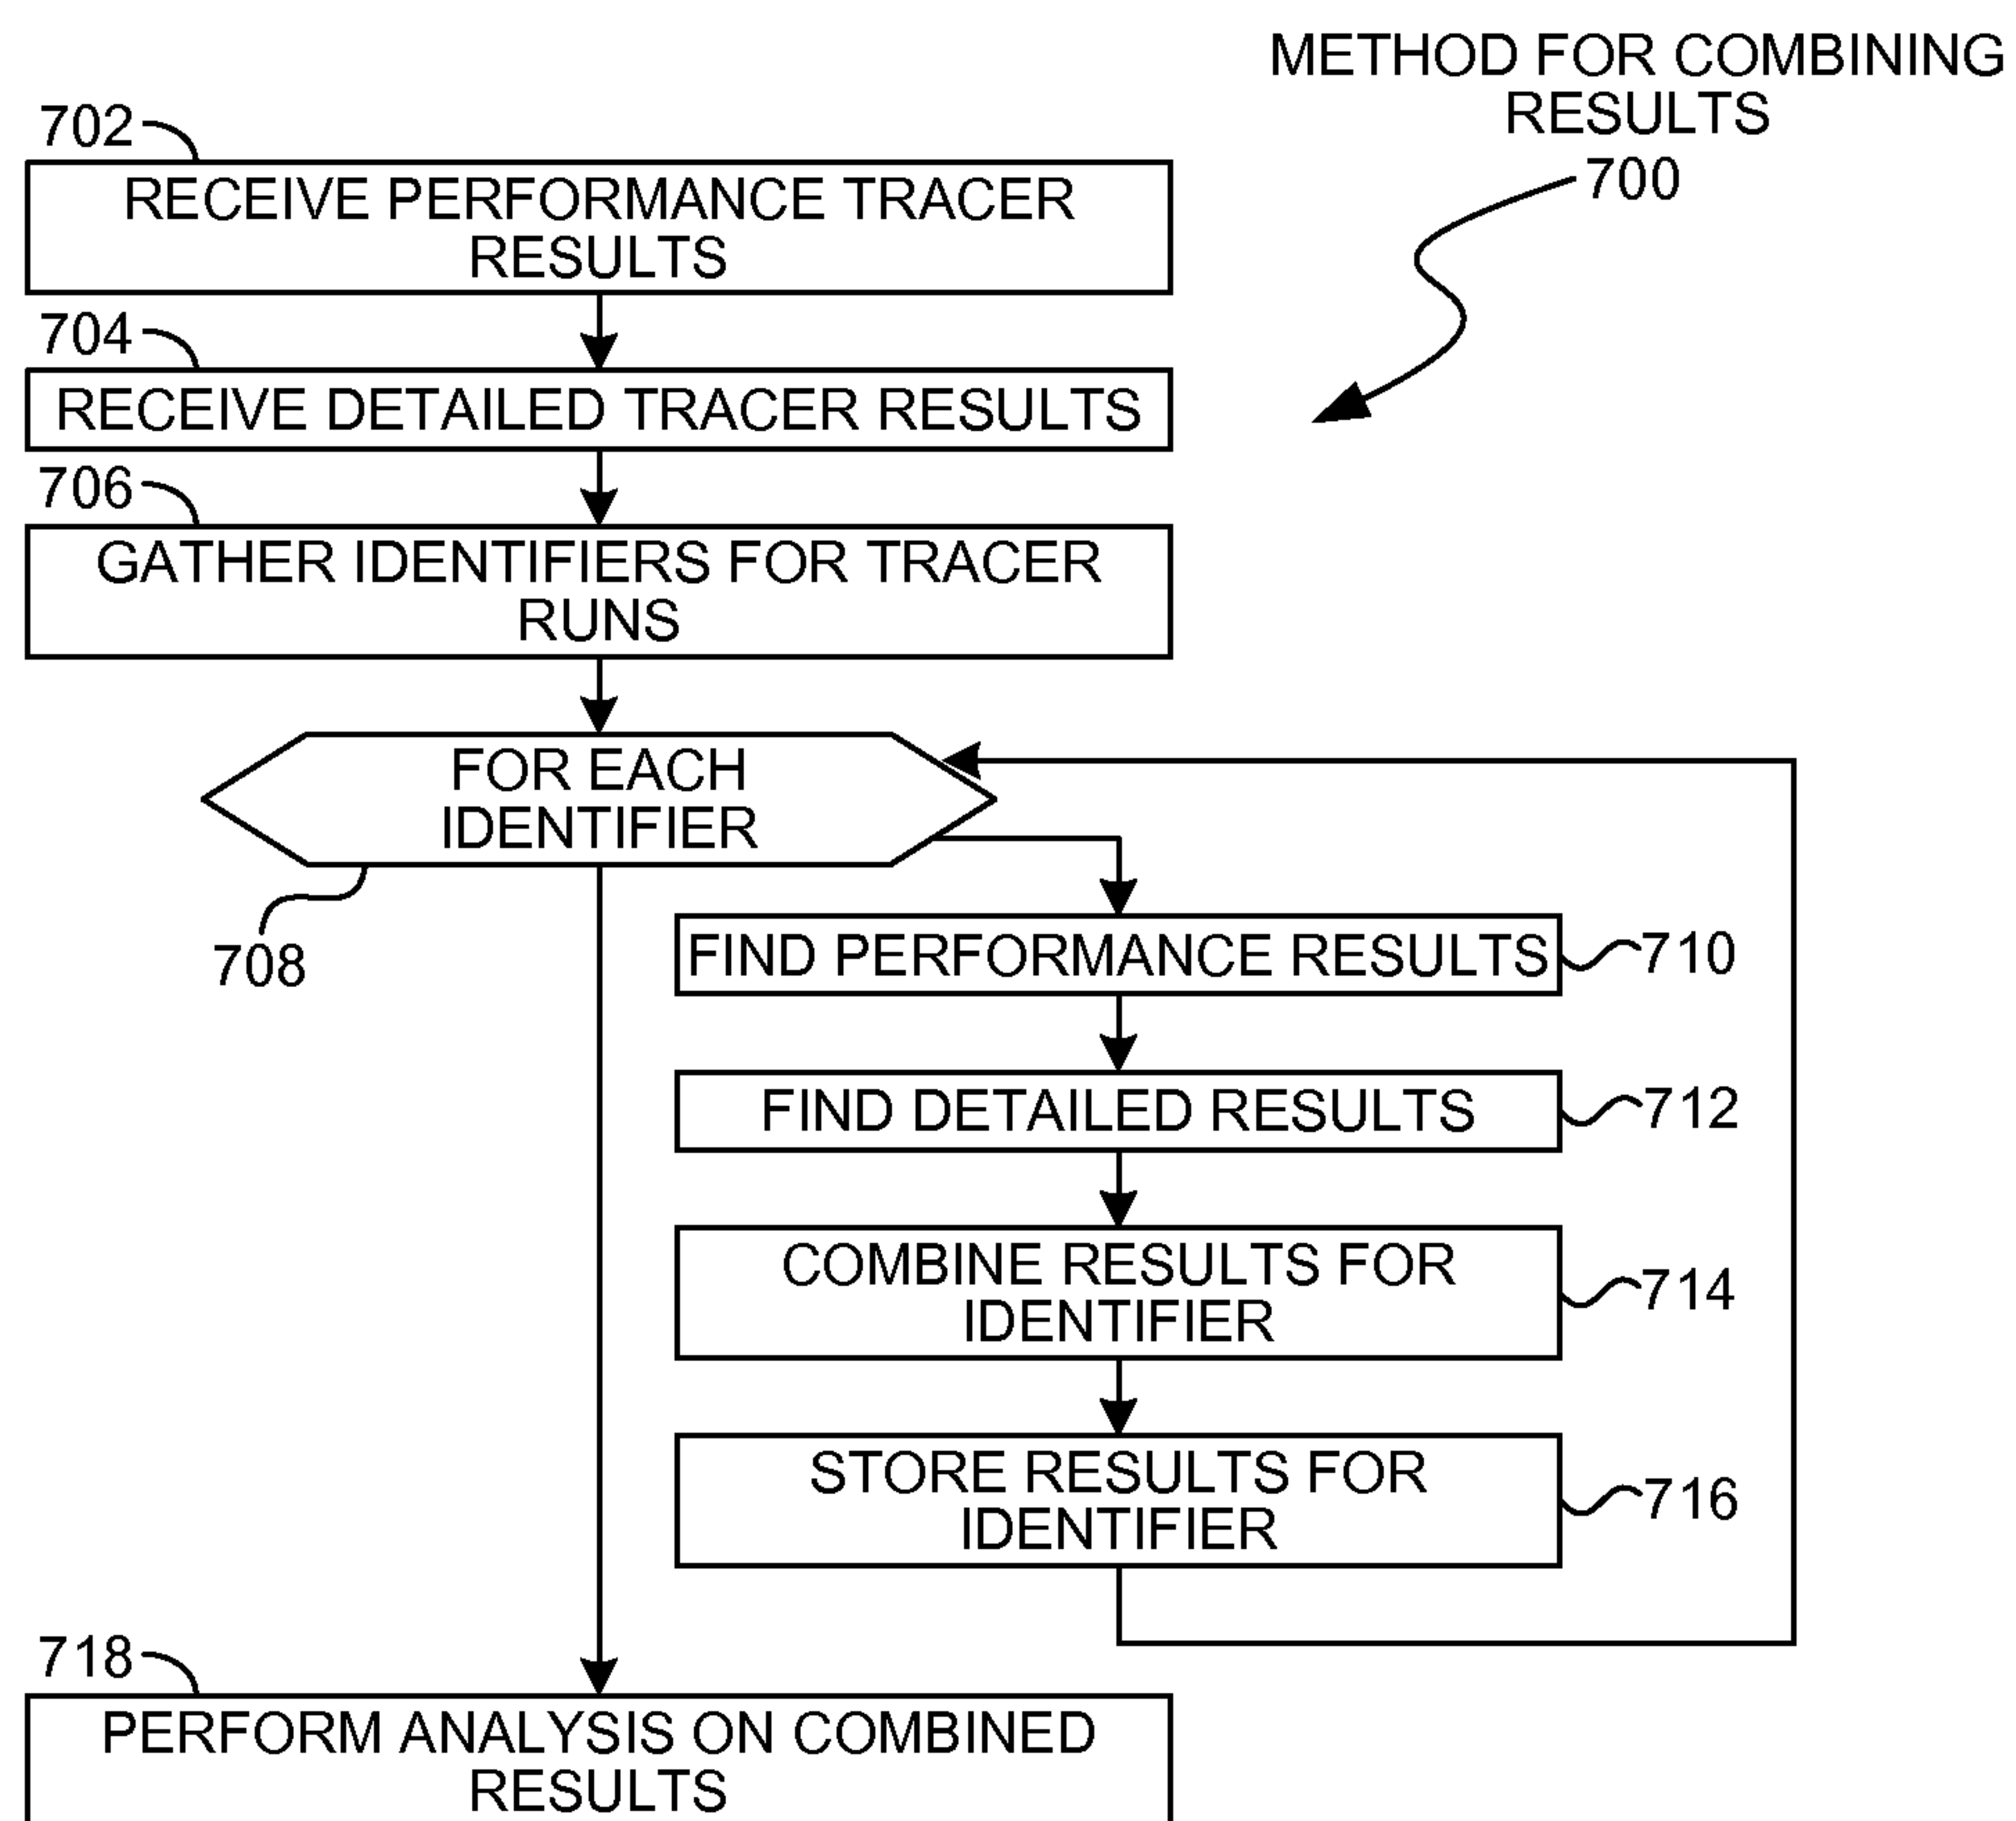 METHOD FOR COMBINING
RESULTS
700
702
RECEIVE PERFORMANCE TRACER
RESULTS
704
RECEIVE DETAILED TRACER RESULTS
706
GATHER IDENTIFIERS FOR TRACER
RUNS
FOR EACH
IDENTIFIER
708
FIND PERFORMANCE RESULTS
710
FIND DETAILED RESULTS
712
COMBINE RESULTS FOR
IDENTIFIER
714
STORE RESULTS FOR
IDENTIFIER
716
718
PERFORM ANALYSIS ON COMBINED
RESULTS